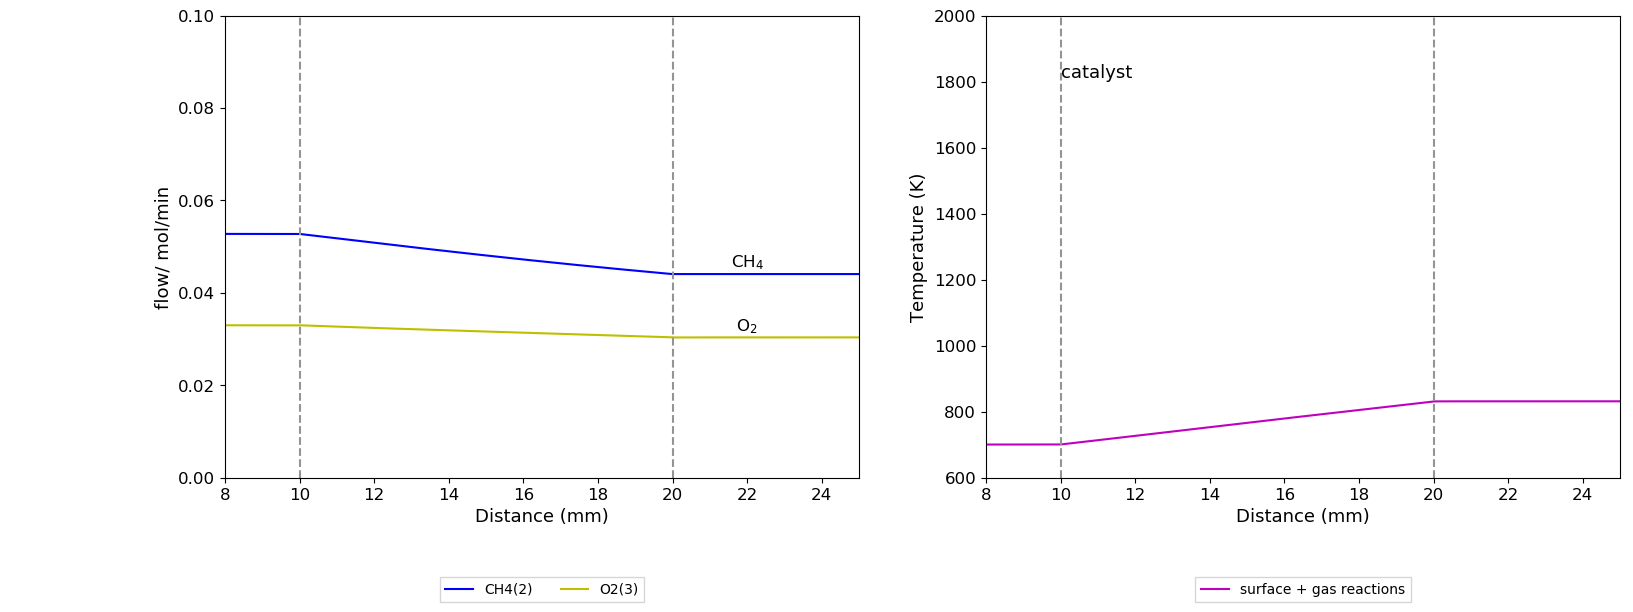 0.10
0.08
0.06
0.04
0.02
0.00
flow/ mol/min
CH₄
O₂
8 10 12 14 16 18 20 22 24
Distance (mm)
CH4(2) O2(3)
2000
1800
1600
1400
1200
1000
800
600
Temperature (K)
catalyst
8 10 12 14 16 18 20 22 24
Distance (mm)
surface + gas reactions